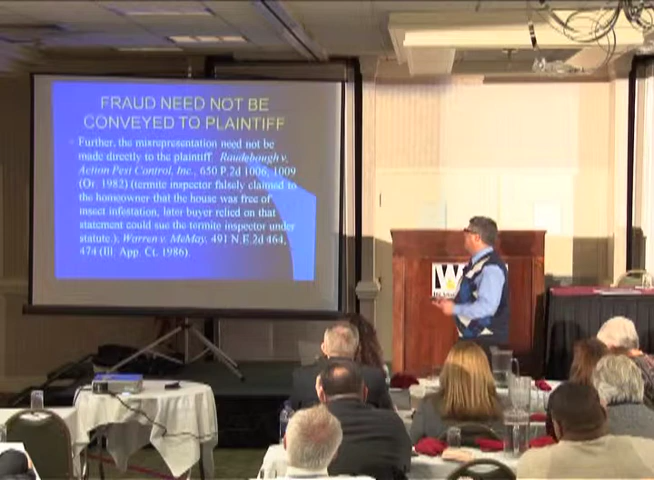 FRAUD NEED NOT BE
CONVEYED TO PLAINTIFF
Further, the misrepresentation need not be
made directly to the plaintiff. Raudebough v.
Action Pest Control, Inc., 650 P.2d 1006, 1009
(Or. 1982) (termite inspector falsely claimed to
the homeowner that the house was free of
insect infestation, later buyer relied on that
statement could sue the termite inspector under
statute.); Warren v. McMay, 491 N.E.2d 464,
474 (Ill. App. Ct. 1986).
W